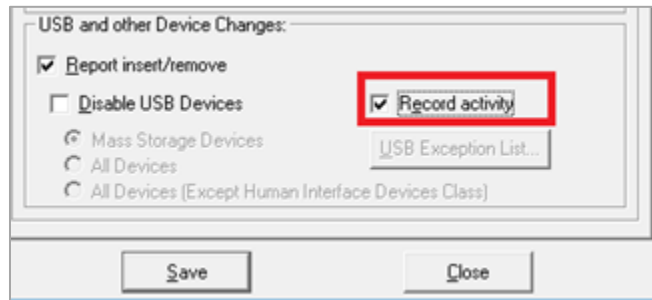 USB and other Device Changes:
Report insert/remove
Disable USB Devices
Record activity
Mass Storage Devices
USB Exception List...
All Devices
All Devices (Except Human Interface Devices Class)
Save
Close